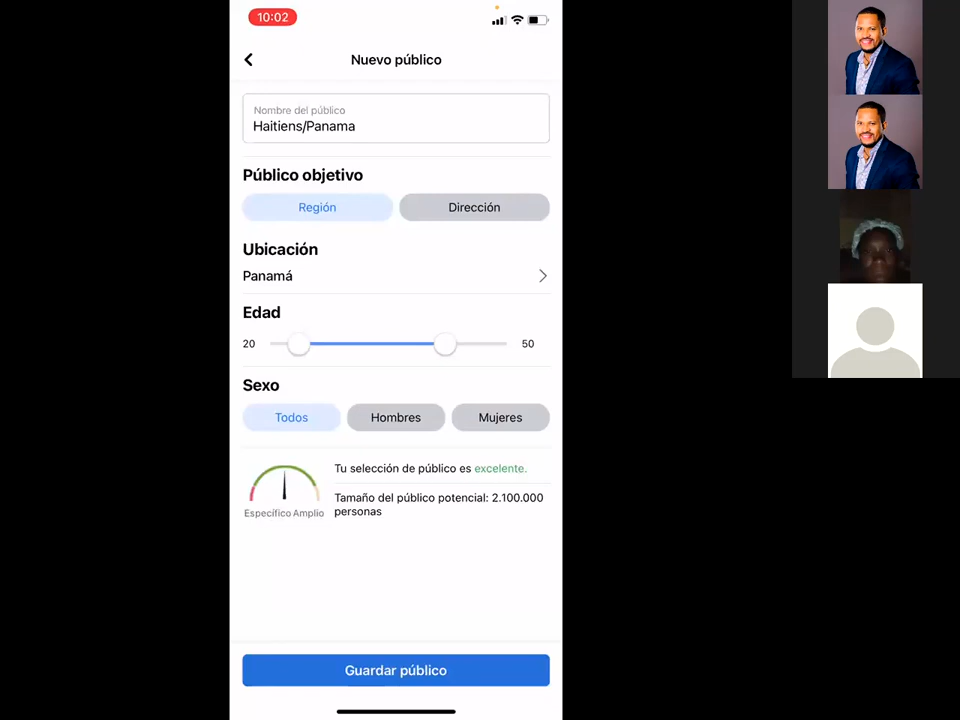 10:02
Nuevo público
Nombre del público
Haitiens/Panama
Público objetivo
Región Dirección
Ubicación
Panamá
Edad
20 50
Sexo
Todos Hombres Mujeres
Tu selección de público es excelente.
Específico Amplio
Tamaño del público potencial: 2.100.000
personas
Guardar público